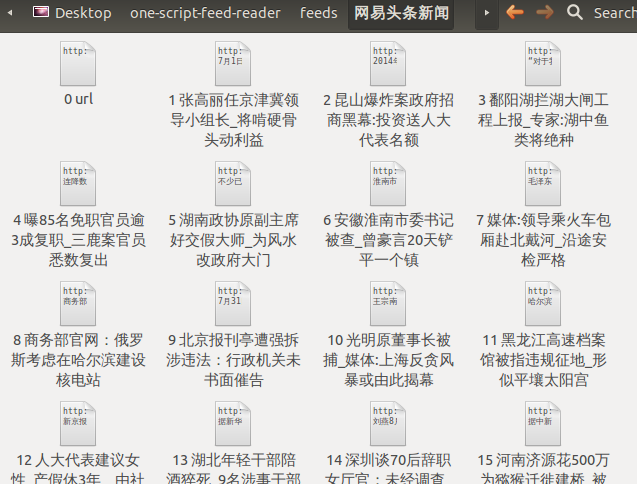 Desktop one-script-feed-reader feeds 网易头条新闻 Search
http:
http:
7月1日
http:
2014年
http:
“对于
0 url
1 张高丽任京津冀领
导小组长_将啃硬骨
头动利益
2 昆山爆炸案政府招
商黑幕:投资送人大
代表名额
3 鄱阳湖拦湖大闸工
程上报_专家:湖中鱼
类将绝种
http:
连降数
http:
不少已
http:
淮南市
http:
毛泽东
4 曝85名免职官员逾
3成复职_三鹿案官员
悉数复出
5 湖南政协原副主席
好交假大师_为风水
改政府大门
6 安徽淮南市委书记
被查_曾豪言20天铲
平一个镇
7 媒体:领导乘火车包
厢赴北戴河_沿途安
检严格
http:
商务部
http:
7月31
http:
王宗南
http:
哈尔滨
8 商务部官网：俄罗
斯考虑在哈尔滨建设
核电站
9 北京报刊亭遭强拆
涉违法：行政机关未
书面催告
10 光明原董事长被
捕_媒体:上海反贪风
暴或由此揭幕
11 黑龙江高速档案
馆被指违规征地_形
似平壤太阳宫
http:
新京报
http:
据新华
http:
刘燕8月
http:
据中新
12 人大代表建议女
性_产假休3年_由社
13 湖北年轻干部陪
酒猝死_9名涉事干部
14 深圳谈70后辞职
女厅官：未经调查
15 河南济源花500万
为猕猴迁徙建桥_被